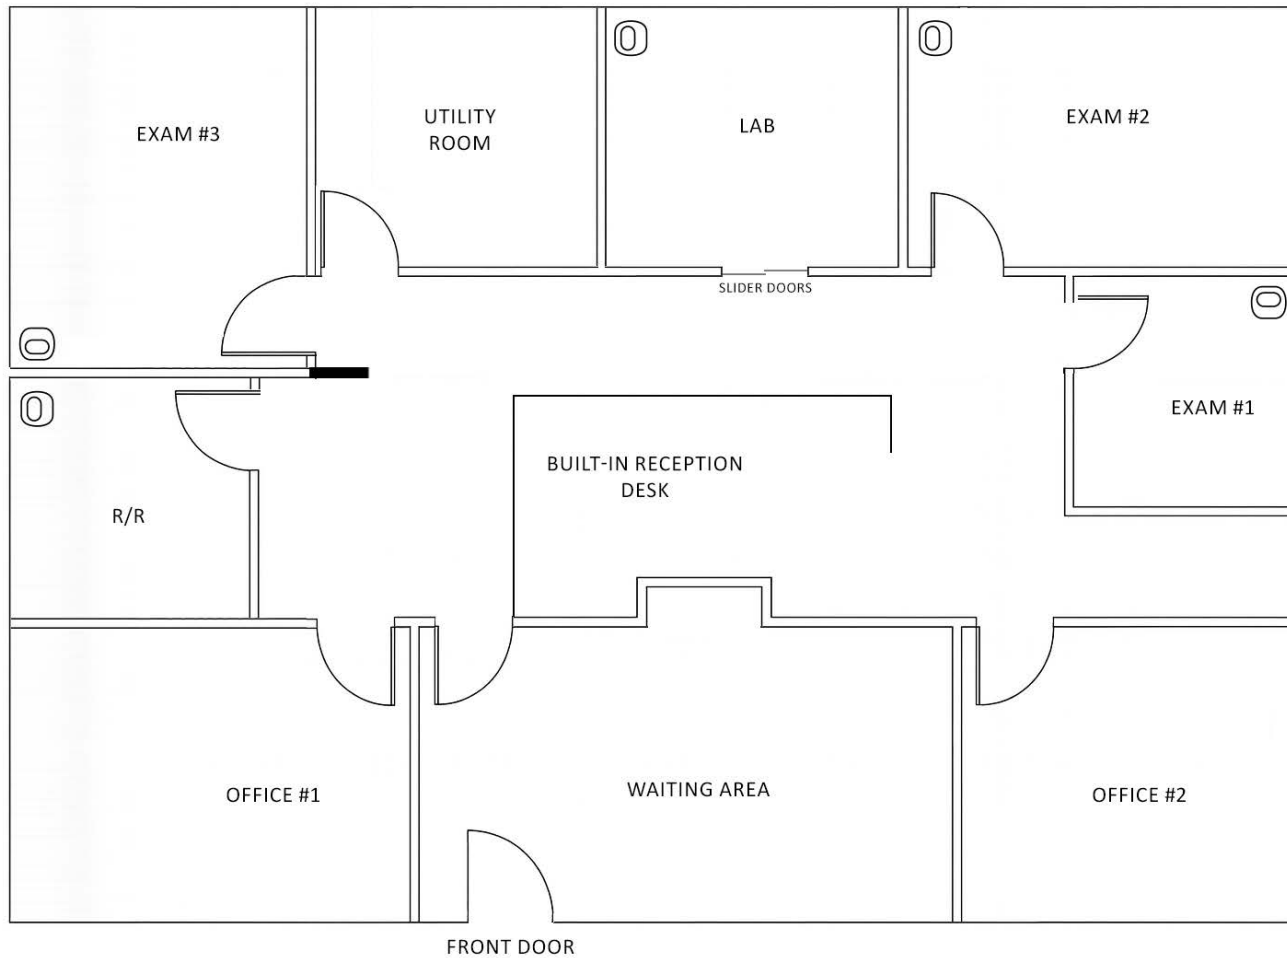 EXAM #3
UTILITY
ROOM
LAB
EXAM #2
SLIDER DOORS
EXAM #1
BUILT-IN RECEPTION
DESK
R/R
OFFICE #1
WAITING AREA
OFFICE #2
FRONT DOOR